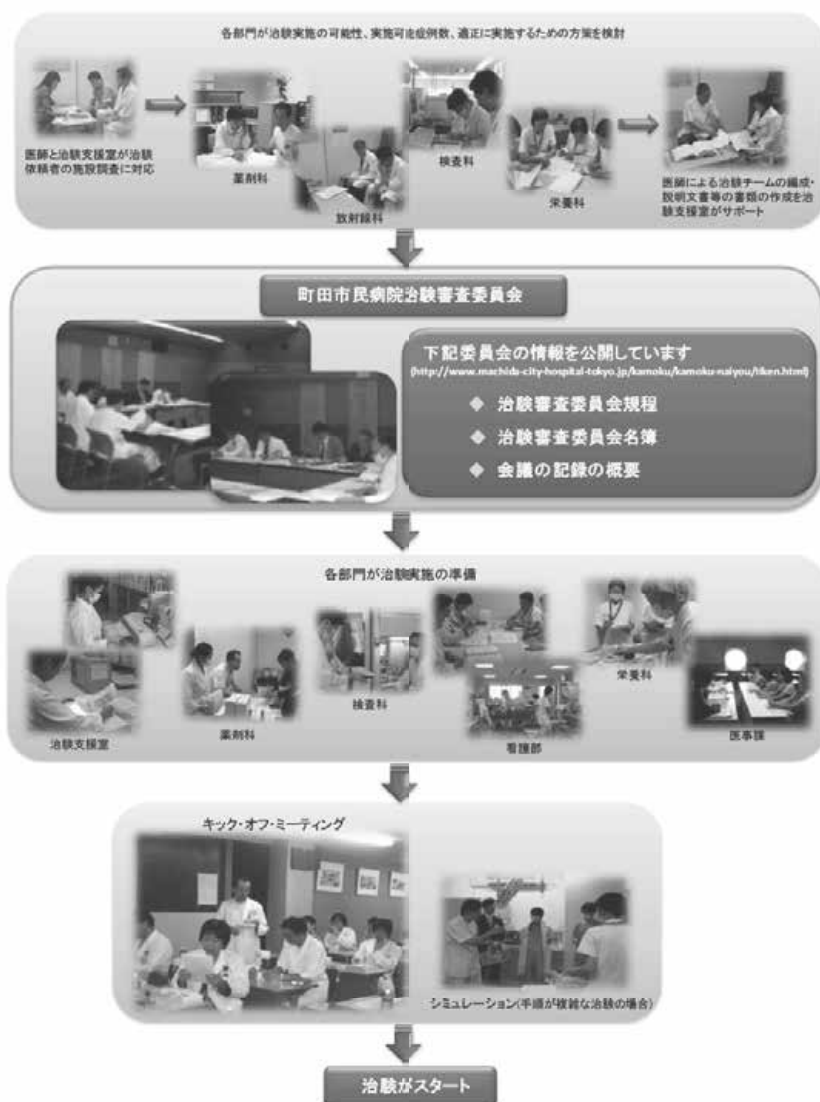 各部門が治験実施の可能性、実施可能症例数、適正に実施するための方策を検討
医師と治験支援室が治験
依頼者の施設調査に対応
薬剤科
放射線科
検査科
栄養科
医師による治験チームの編成・
説明文書等の書類の作成を治
験支援室がサポート
町田市民病院治験審査委員会
下記委員会の情報を公開しています
(http://www.machida-city-hospital-tokyo.jp/kamoku/kamoku-naiyou/tiken.html)
◆ 治験審査委員会規程
◆ 治験審査委員会名簿
◆ 会議の記録の概要
各部門が治験実施の準備
治験支援室
薬剤科
検査科
看護部
栄養科
医事課
キック・オフ・ミーティング
シミュレーション(手順が複雑な治験の場合)
治験がスタート